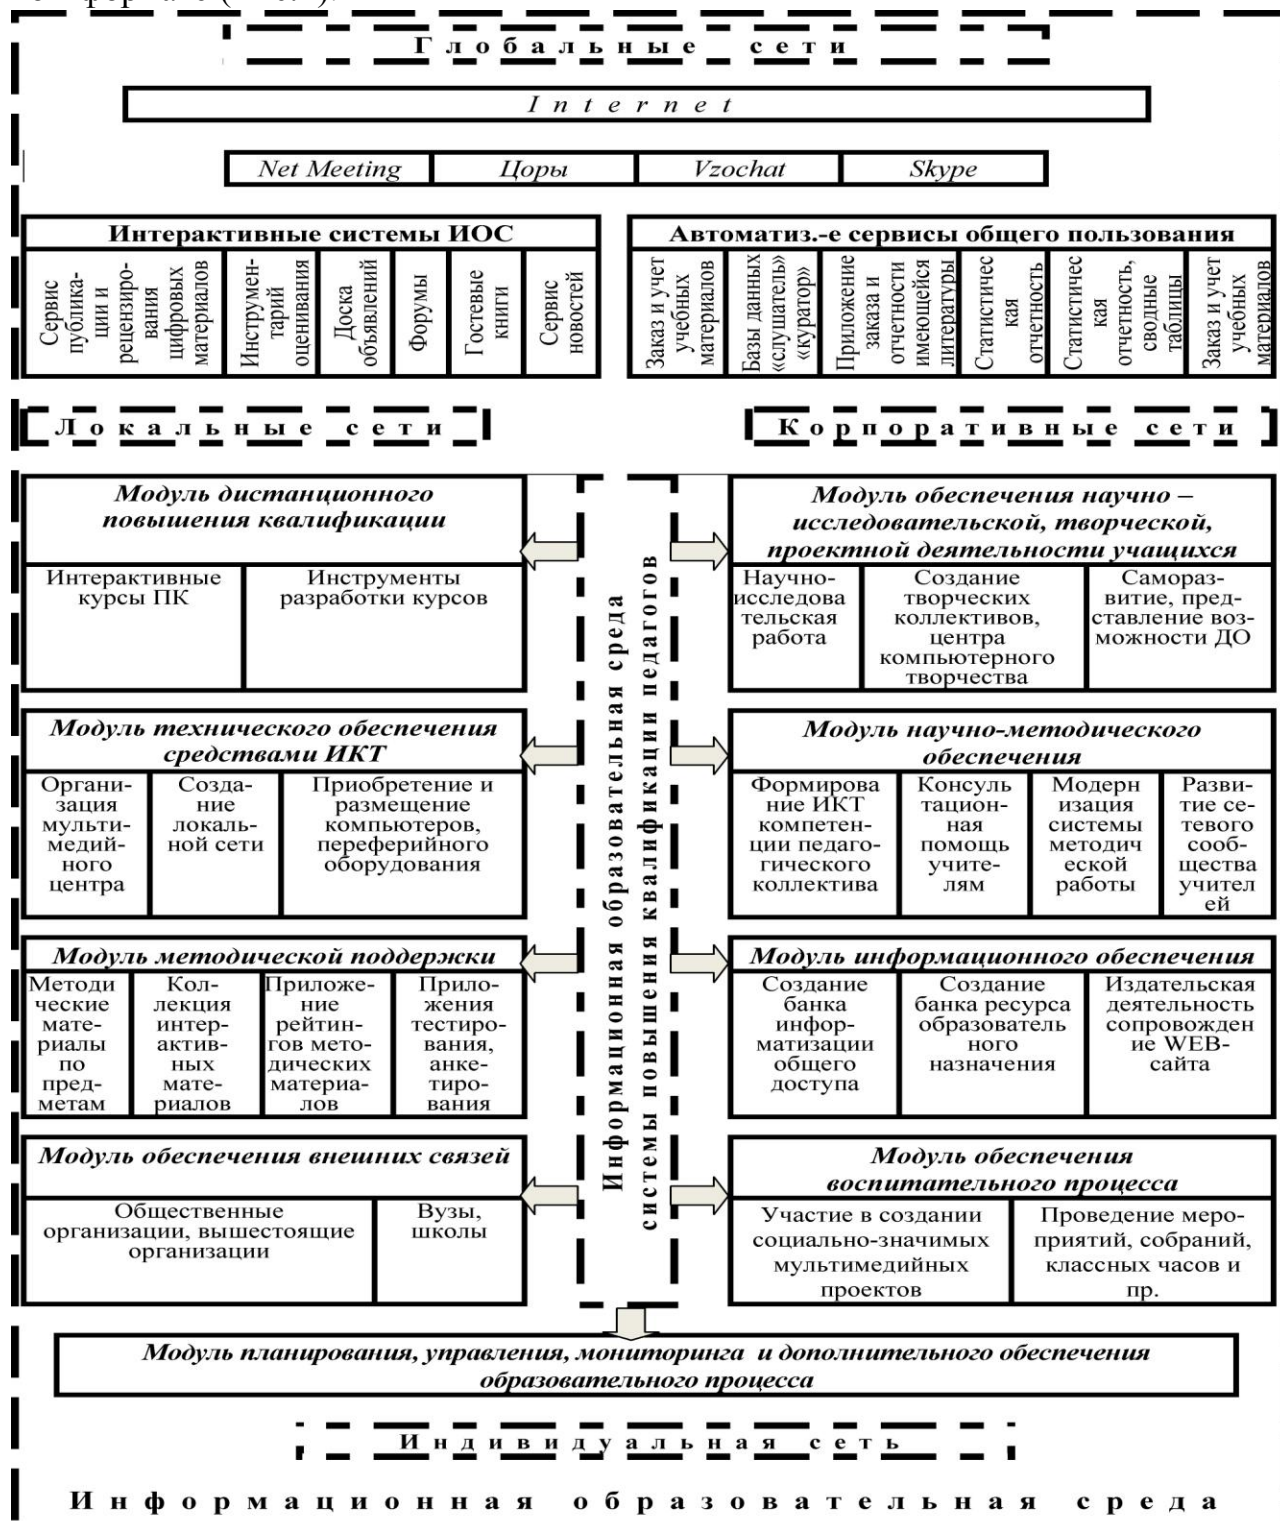 Глобальные сети
Internet
Net Meeting
Цоры
Vzochat
Skype
Интерактивные системы ИОС
Сервис
публика-
ции и
рецензиро-
вания
цифровых
материалов
Инструмен-
тарий
оценивания
Доска
объявлений
Форумы
Гостевые
книги
Сервис
новостей
Автоматиз.-е сервисы общего пользования
Заказ и учет
учебных
материалов
Базы данных
«слушатель»
«куратор»
Приложение
заказа и
отчетности
имеющейся
литературы
Статистичес
кая
отчетность
Статистичес
кая
отчетность,
сводные
таблицы
Заказ и учет
учебных
материалов
Локальные сети
Корпоративные сети
Модуль дистанционного
повышения квалификации
Интерактивные
курсы ПК
Инструменты
разработки курсов
Модуль технического обеспечения
средствами ИКТ
Органи-
зация
мульти-
медий-
ного
центра
Созда-
ние
локаль-
ной сети
Приобретение и
размещение
компьютеров,
переферийного
оборудования
Модуль методической поддержки
Методи
ческие
мате-
риалы
по
пред-
метам
Кол-
лекция
интер-
актив-
ных
мате-
риалов
Приложе-
ние
рейтин-
гов мето-
дических
материа-
лов
Прило-
жения
тестиро-
вания,
анке-
тиро-
вания
Модуль обеспечения внешних связей
Общественные
организации, вышестоящие
организации
Вузы,
школы
Информационная образовательная среда
системы повышения квалификации педагогов
Модуль обеспечения научно –
исследовательской, творческой,
проектной деятельности учащихся
Научно-
исследова
тельская
работа
Создание
творческих
коллективов,
центра
компьютерного
творчества
Самораз-
витие, пред-
ставление воз-
можности ДО
Модуль научно-методического
обеспечения
Формирова
ние ИКТ
компетен-
ции педаго-
гического
коллектива
Консуль
тацион-
ная
помощь
учите-
лям
Модерн
изация
системы
методич
еской
работы
Разви-
тие се-
тевого
сооб-
щества
учител
ей
Модуль информационного обеспечения
Создание
банка
инфор-
матизации
общего
доступа
Создание
банка ресурса
образователь
ного
назначения
Издательская
деятельность
сопровожден
ие WEB-
сайта
Модуль обеспечения
воспитательного процесса
Участие в создании
социально-значимых
мультимедийных
проектов
Проведение меро-
приятий, собраний,
классных часов и
пр.
Модуль планирования, управления, мониторинга и дополнительного обеспечения
образовательного процесса
Индивидуальная сеть
Информационная образовательная среда